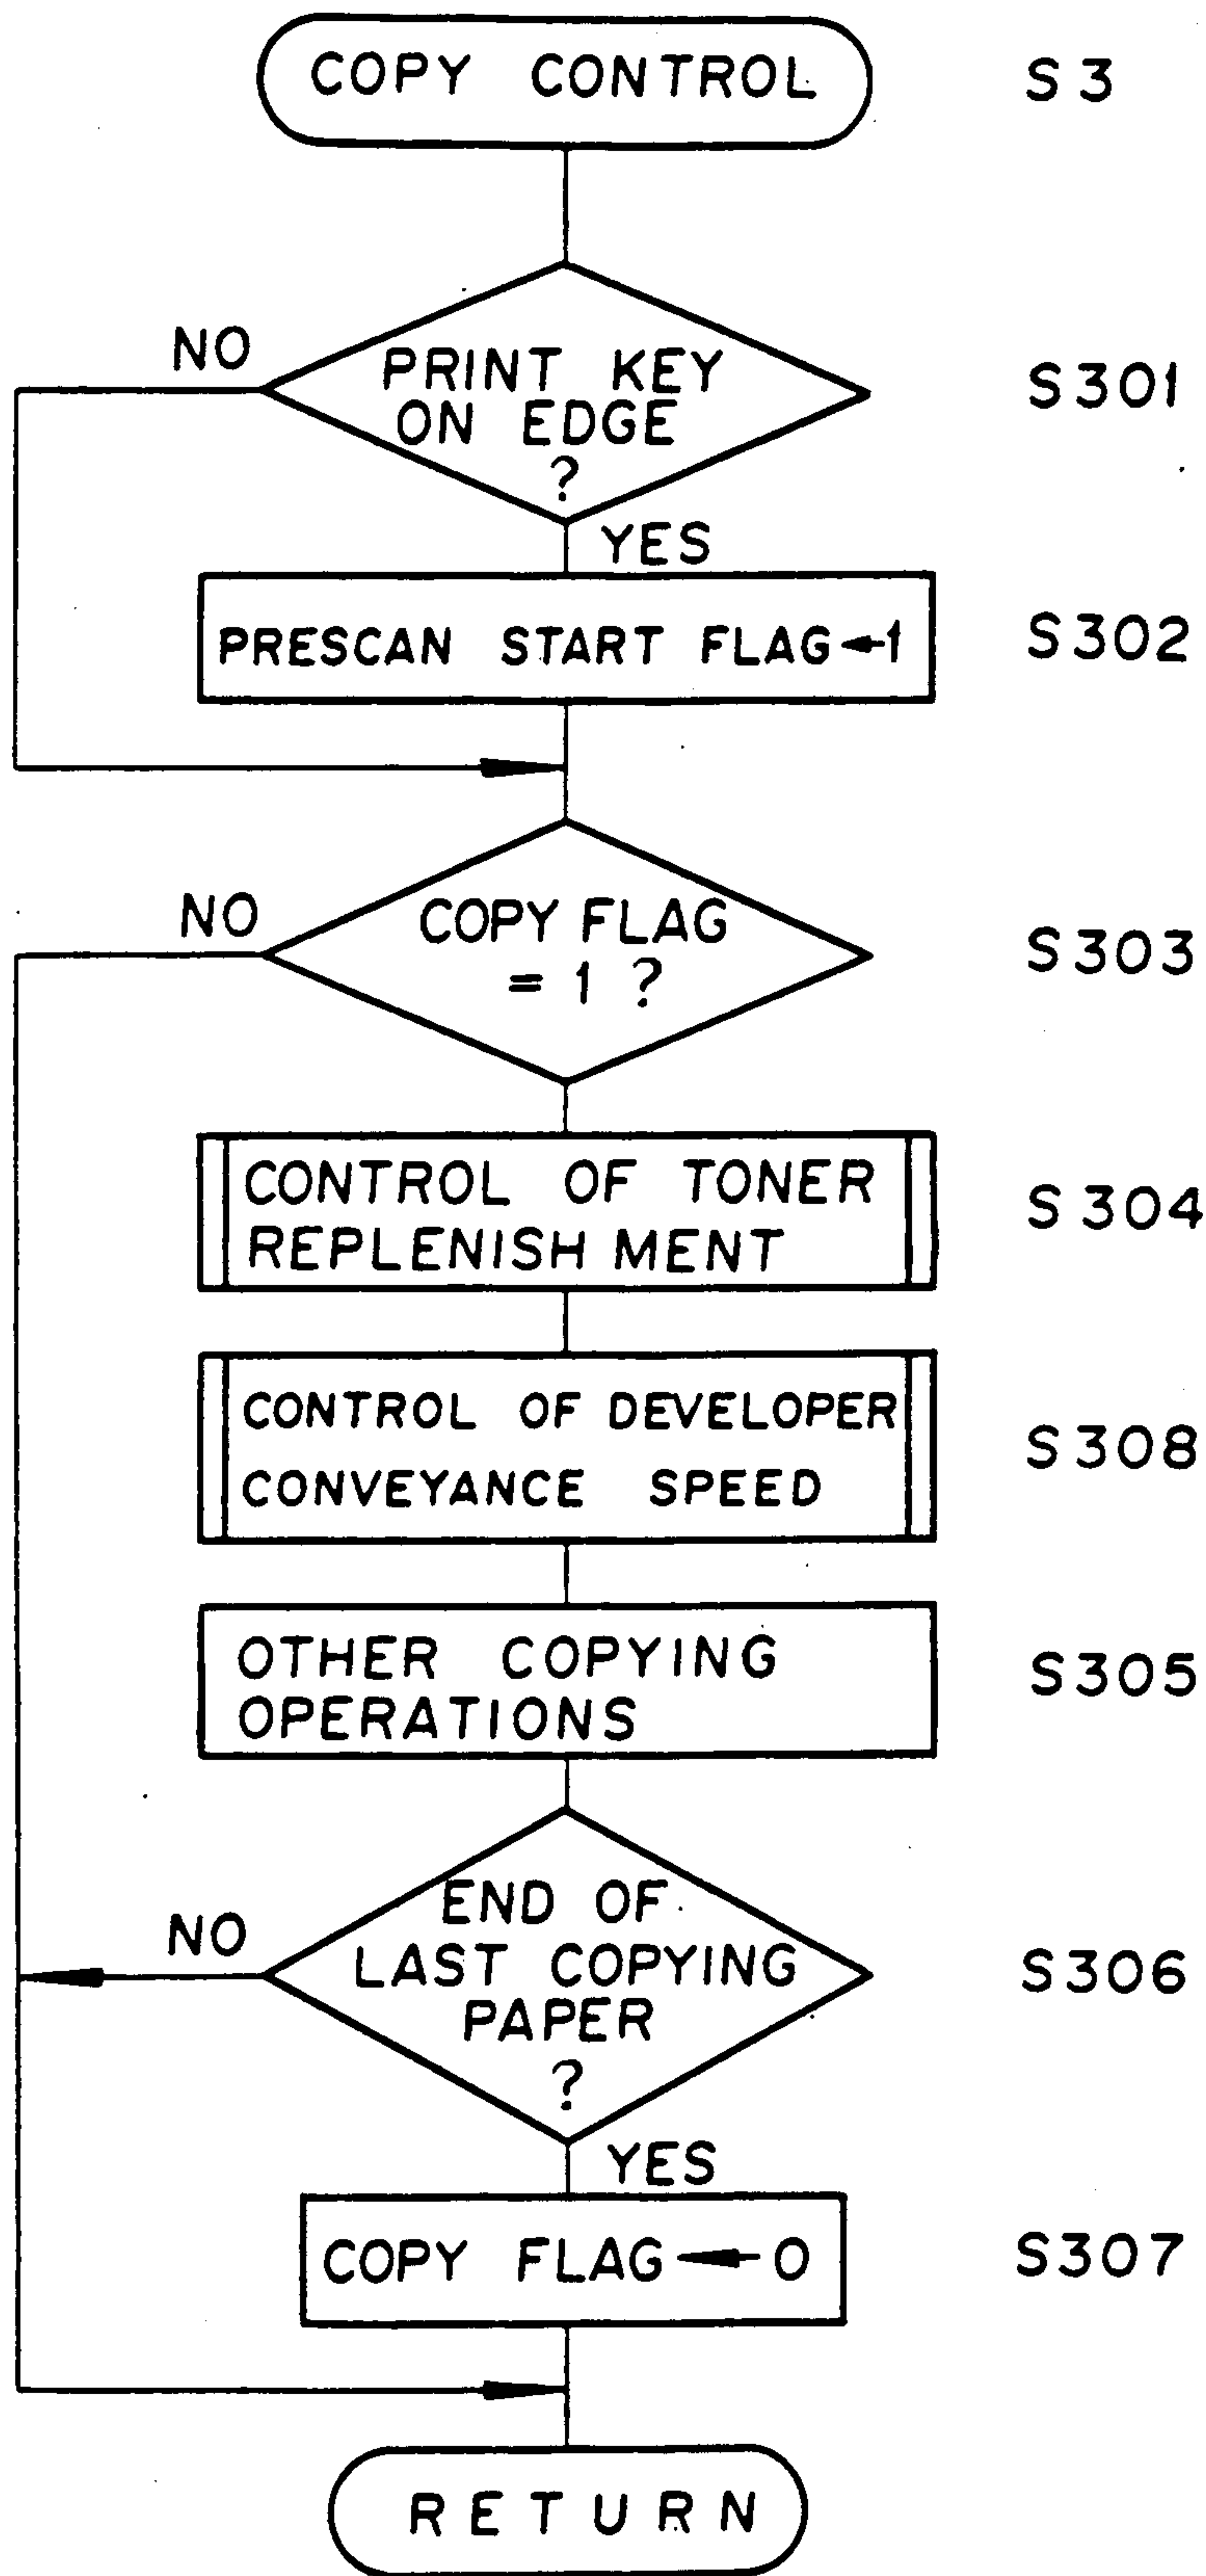 COPY CONTROL
S3
NO
PRINT KEY
ON EDGE
?
S301
YES
PRESCAN START FLAG←1
S302
NO
COPY FLAG
= 1 ?
S303
CONTROL OF TONER
REPLENISH MENT
S304
CONTROL OF DEVELOPER
CONVEYANCE SPEED
S308
OTHER COPYING
OPERATIONS
S305
NO
END OF
LAST COPYING
PAPER
?
S306
YES
COPY FLAG ← 0
S307
RETURN